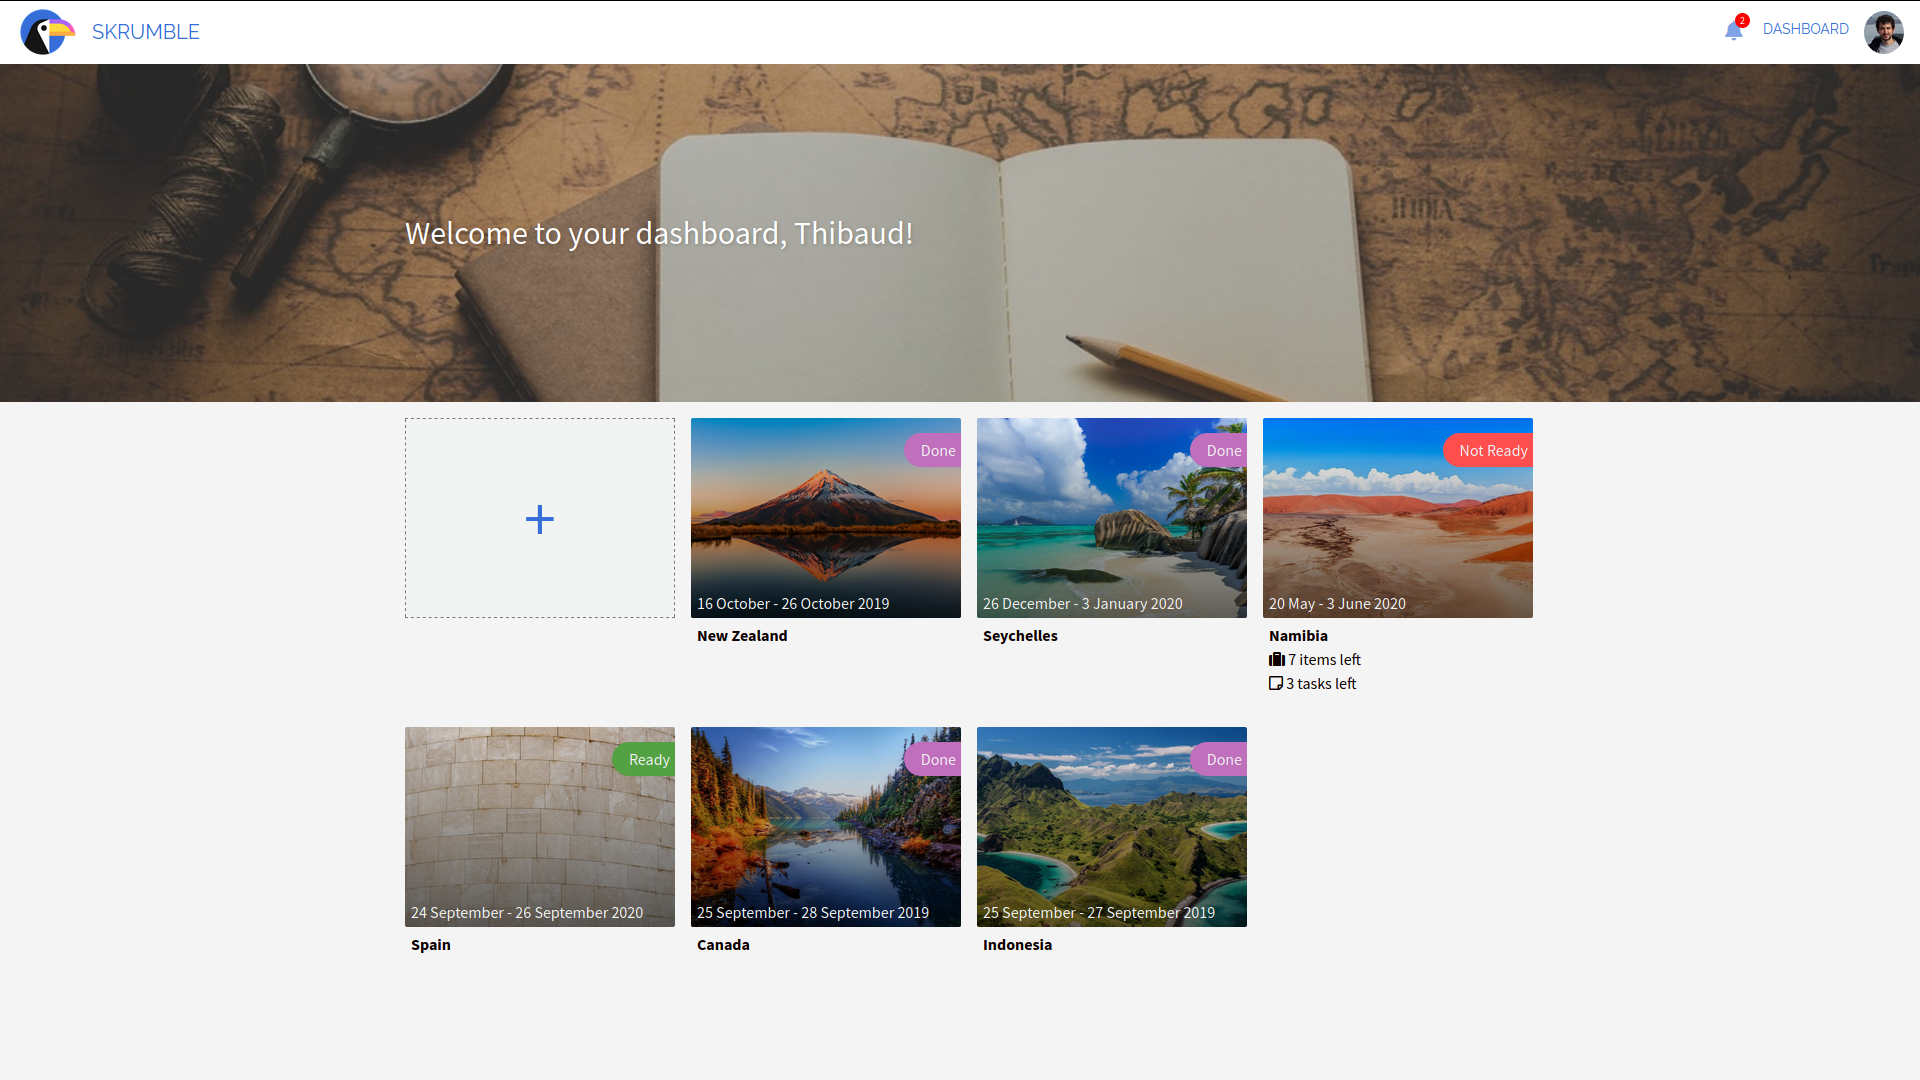 SKRUMBLE
2
DASHBOARD
Welcome to your dashboard, Thibaud!
Done
Done
Not Ready
16 October - 26 October 2019
26 December - 3 January 2020
20 May - 3 June 2020
New Zealand
Seychelles
Namibia
7 items left
3 tasks left
Ready
Done
Done
24 September - 26 September 2020
25 September - 28 September 2019
25 September - 27 September 2019
Spain
Canada
Indonesia